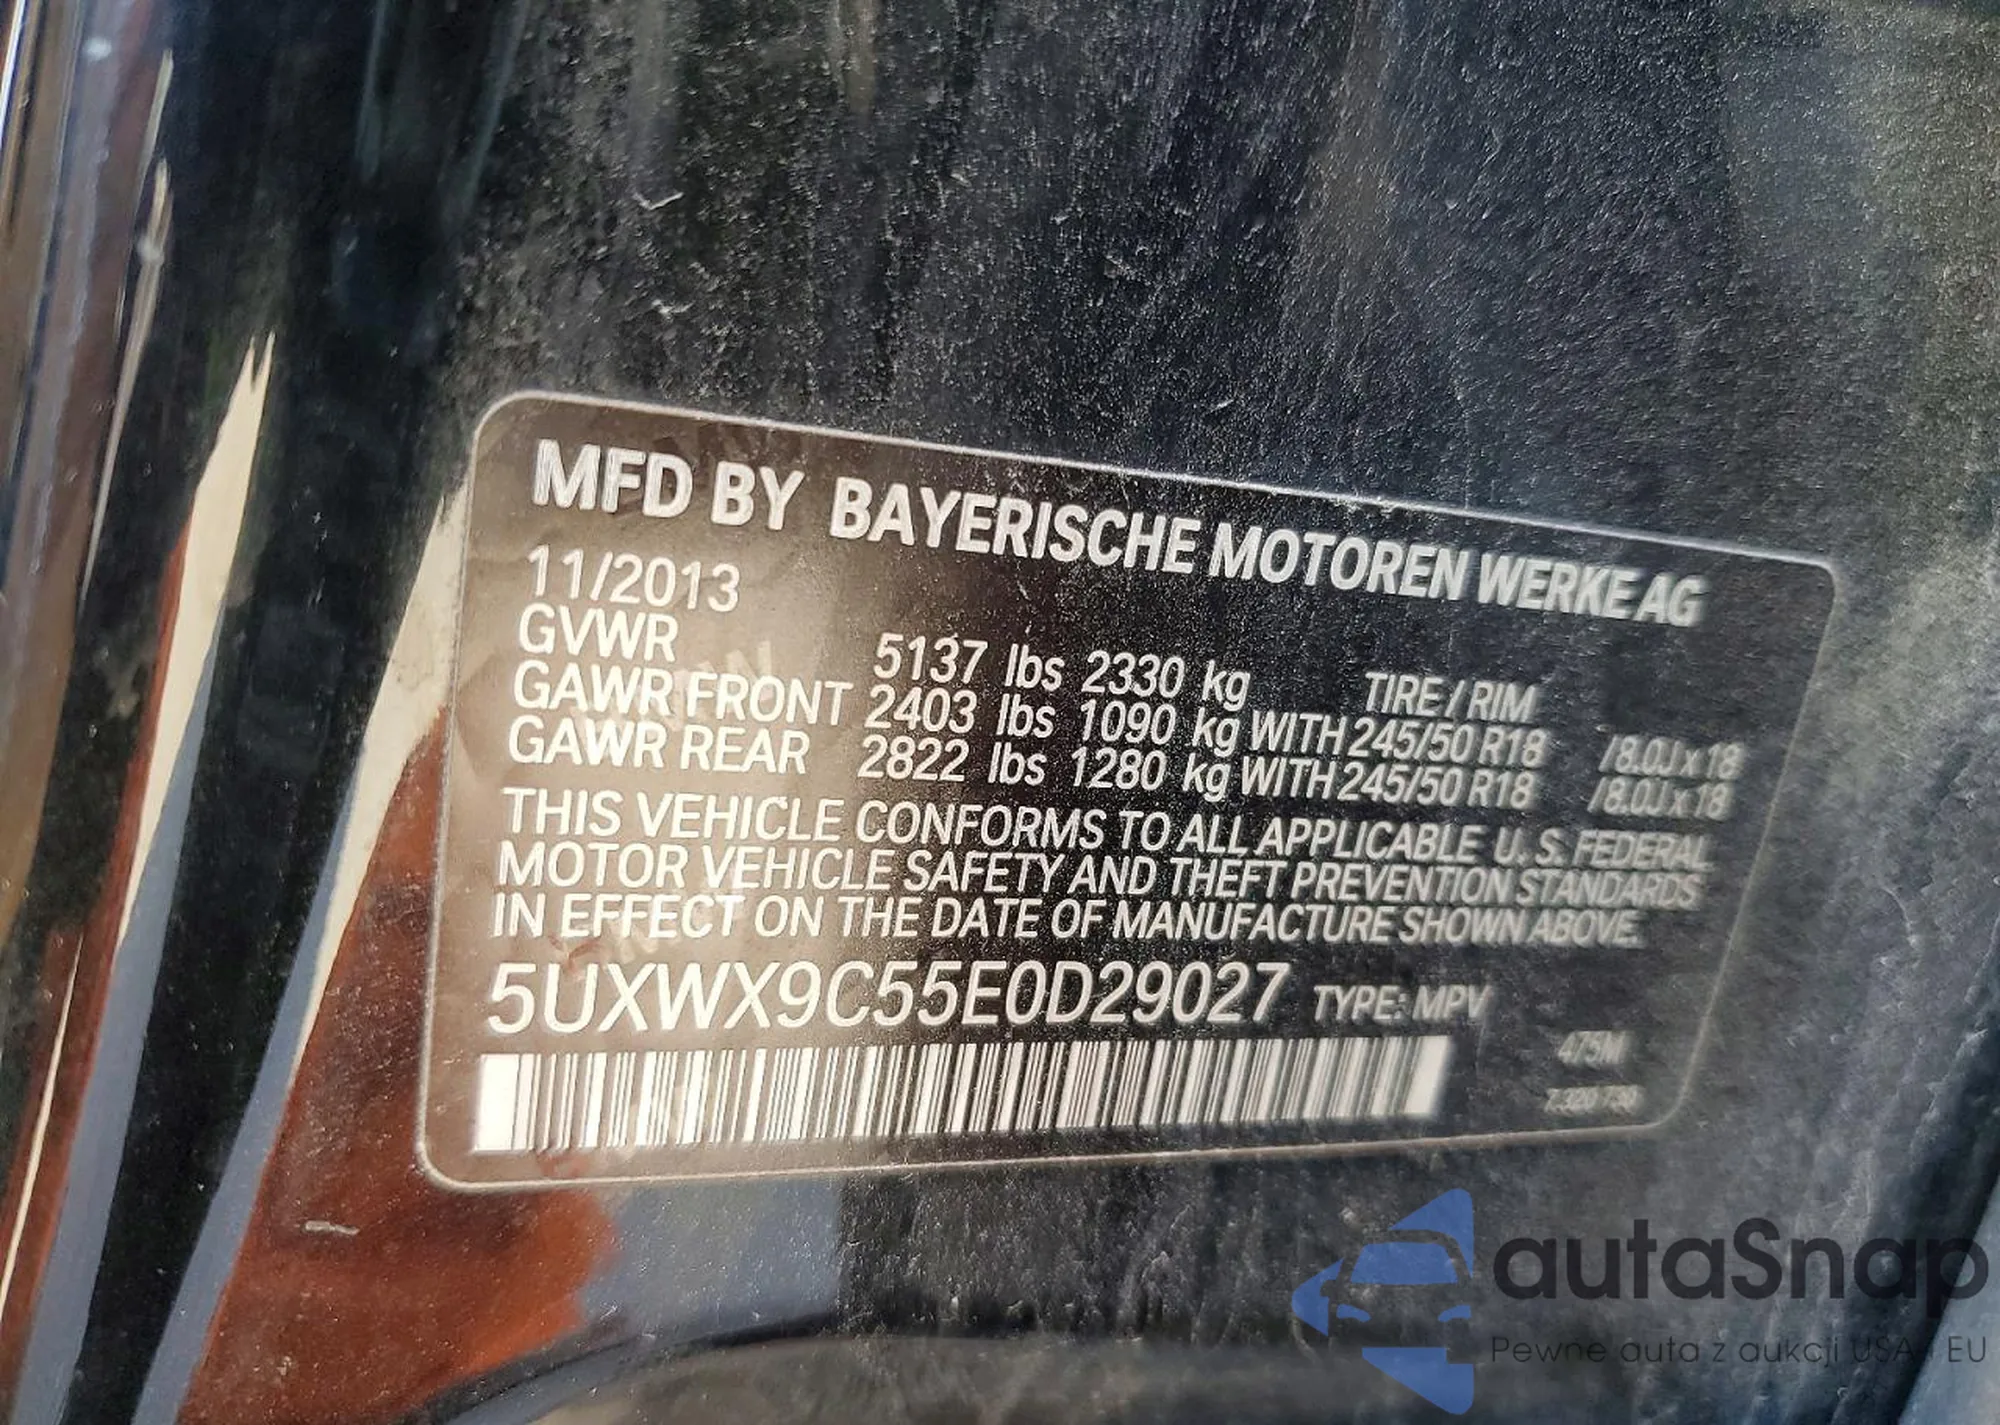 MFD BY BAYERISCHE MOTOREN WERKE AG
11/2013
GVWR 5137 lbs 2330 kg TIRE / RIM
GAWR FRONT 2403 lbs 1090 kg WITH 245/50 R18 / 8.0J x 18
GAWR REAR 2822 lbs 1280 kg WITH 245/50 R18 / 8.0J x 18
THIS VEHICLE CONFORMS TO ALL APPLICABLE U. S. FEDERAL
MOTOR VEHICLE SAFETY AND THEFT PREVENTION STANDARDS
IN EFFECT ON THE DATE OF MANUFACTURE SHOWN ABOVE.
5UXWX9C55E0D29027 TYPE: MPV
475M
autaSnap
Pewne auta z aukcji USA i EU